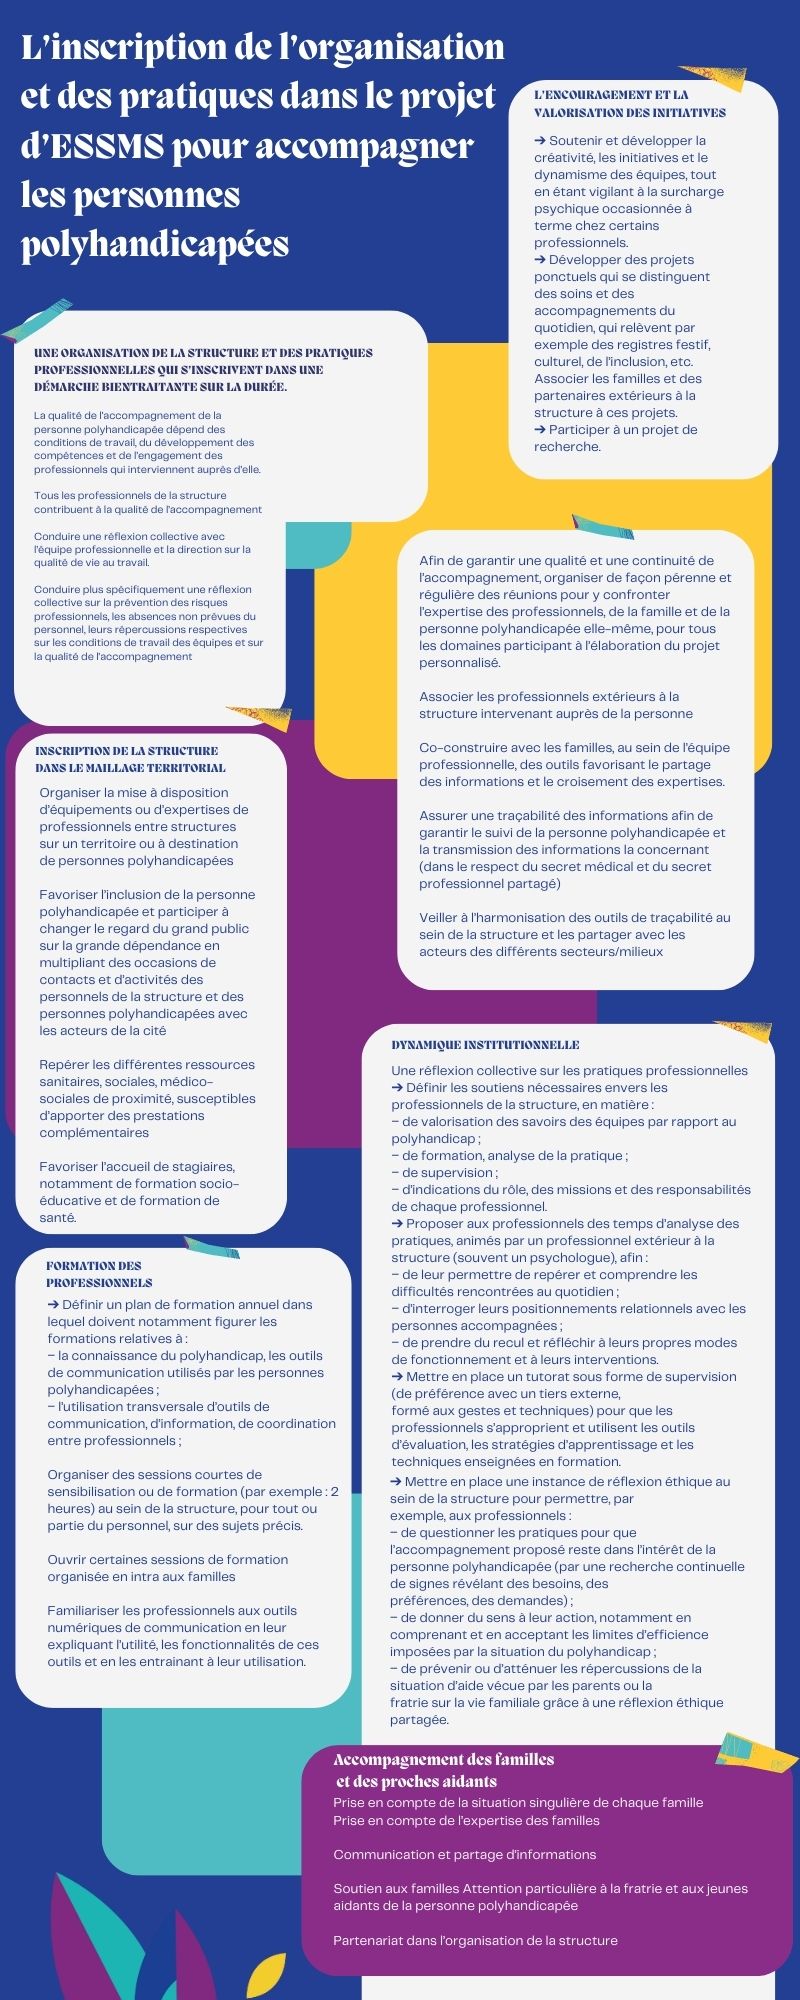 L'inscription de l'organisation
et des pratiques dans le projet
d'ESSMS pour accompagner
les personnes
polyhandicapées
L'ENCOURAGEMENT ET LA
VALORISATION DES INITIATIVES
➔ Soutenir et développer la
créativité, les initiatives et le
dynamisme des équipes, tout
en étant vigilant à la surcharge
psychique occasionnée à
terme chez certains
professionnels.
➔ Développer des projets
ponctuels qui se distinguent
des soins et des
accompagnements du
quotidien, qui relèvent par
exemple des registres festif,
culturel, de l'inclusion, etc.
Associer les familles et des
partenaires extérieurs à la
structure à ces projets.
➔ Participer à un projet de
recherche.
UNE ORGANISATION DE LA STRUCTURE ET DES PRATIQUES
PROFESSIONNELLES QUI S'INSCRIVENT DANS UNE
DÉMARCHE BIENTRAITANTE SUR LA DURÉE.
La qualité de l'accompagnement de la
personne polyhandicapée dépend des
conditions de travail, du développement des
compétences et de l'engagement des
professionnels qui interviennent auprès d'elle.
Tous les professionnels de la structure
contribuent à la qualité de l'accompagnement
Conduire une réflexion collective avec
l'équipe professionnelle et la direction sur la
qualité de vie au travail.
Conduire plus spécifiquement une réflexion
collective sur la prévention des risques
professionnels, les absences non prévues du
personnel, leurs répercussions respectives
sur les conditions de travail des équipes et sur
la qualité de l'accompagnement
Afin de garantir une qualité et une continuité de
l'accompagnement, organiser de façon pérenne et
régulière des réunions pour y confronter
l'expertise des professionnels, de la famille et de la
personne polyhandicapée elle-même, pour tous
les domaines participant à l'élaboration du projet
personnalisé.
Associer les professionnels extérieurs à la
structure intervenant auprès de la personne
Co-construire avec les familles, au sein de l'équipe
professionnelle, des outils favorisant le partage
des informations et le croisement des expertises.
Assurer une traçabilité des informations afin de
garantir le suivi de la personne polyhandicapée et
la transmission des informations la concernant
(dans le respect du secret médical et du secret
professionnel partagé)
Veiller à l'harmonisation des outils de traçabilité au
sein de la structure et les partager avec les
acteurs des différents secteurs/milieux
INSCRIPTION DE LA STRUCTURE
DANS LE MAILLAGE TERRITORIAL
Organiser la mise à disposition
d'équipements ou d'expertises de
professionnels entre structures
sur un territoire ou à destination
de personnes polyhandicapées
Favoriser l'inclusion de la personne
polyhandicapée et participer à
changer le regard du grand public
sur la grande dépendance en
multipliant des occasions de
contacts et d'activités des
personnels de la structure et des
personnes polyhandicapées avec
les acteurs de la cité
Repérer les différentes ressources
sanitaires, sociales, médico-
sociales de proximité, susceptibles
d'apporter des prestations
complémentaires
Favoriser l'accueil de stagiaires,
notamment de formation socio-
éducative et de formation de
santé.
DYNAMIQUE INSTITUTIONNELLE
Une réflexion collective sur les pratiques professionnelles
➔ Définir les soutiens nécessaires envers les
professionnels de la structure, en matière :
− de valorisation des savoirs des équipes par rapport au
polyhandicap ;
− de formation, analyse de la pratique ;
− de supervision ;
− d'indications du rôle, des missions et des responsabilités
de chaque professionnel.
➔ Proposer aux professionnels des temps d'analyse des
pratiques, animés par un professionnel extérieur à la
structure (souvent un psychologue), afin :
− de leur permettre de repérer et comprendre les
difficultés rencontrées au quotidien ;
− d'interroger leurs positionnements relationnels avec les
personnes accompagnées ;
− de prendre du recul et réfléchir à leurs propres modes
de fonctionnement et à leurs interventions.
➔ Mettre en place un tutorat sous forme de supervision
(de préférence avec un tiers externe,
formé aux gestes et techniques) pour que les
professionnels s'approprient et utilisent les outils
d'évaluation, les stratégies d'apprentissage et les
techniques enseignées en formation.
➔ Mettre en place une instance de réflexion éthique au
sein de la structure pour permettre, par
exemple, aux professionnels :
− de questionner les pratiques pour que
l'accompagnement proposé reste dans l'intérêt de la
personne polyhandicapée (par une recherche continuelle
de signes révélant des besoins, des
préférences, des demandes) ;
− de donner du sens à leur action, notamment en
comprenant et en acceptant les limites d'efficience
imposées par la situation du polyhandicap ;
− de prévenir ou d'atténuer les répercussions de la
situation d'aide vécue par les parents ou la
fratrie sur la vie familiale grâce à une réflexion éthique
partagée.
FORMATION DES
PROFESSIONNELS
➔ Définir un plan de formation annuel dans
lequel doivent notamment figurer les
formations relatives à :
− la connaissance du polyhandicap, les outils
de communication utilisés par les personnes
polyhandicapées ;
− l'utilisation transversale d'outils de
communication, d'information, de coordination
entre professionnels ;
Organiser des sessions courtes de
sensibilisation ou de formation (par exemple : 2
heures) au sein de la structure, pour tout ou
partie du personnel, sur des sujets précis.
Ouvrir certaines sessions de formation
organisée en intra aux familles
Familiariser les professionnels aux outils
numériques de communication en leur
expliquant l'utilité, les fonctionnalités de ces
outils et en les entrainant à leur utilisation.
Accompagnement des familles
et des proches aidants
Prise en compte de la situation singulière de chaque famille
Prise en compte de l'expertise des familles
Communication et partage d'informations
Soutien aux familles Attention particulière à la fratrie et aux jeunes
aidants de la personne polyhandicapée
Partenariat dans l'organisation de la structure